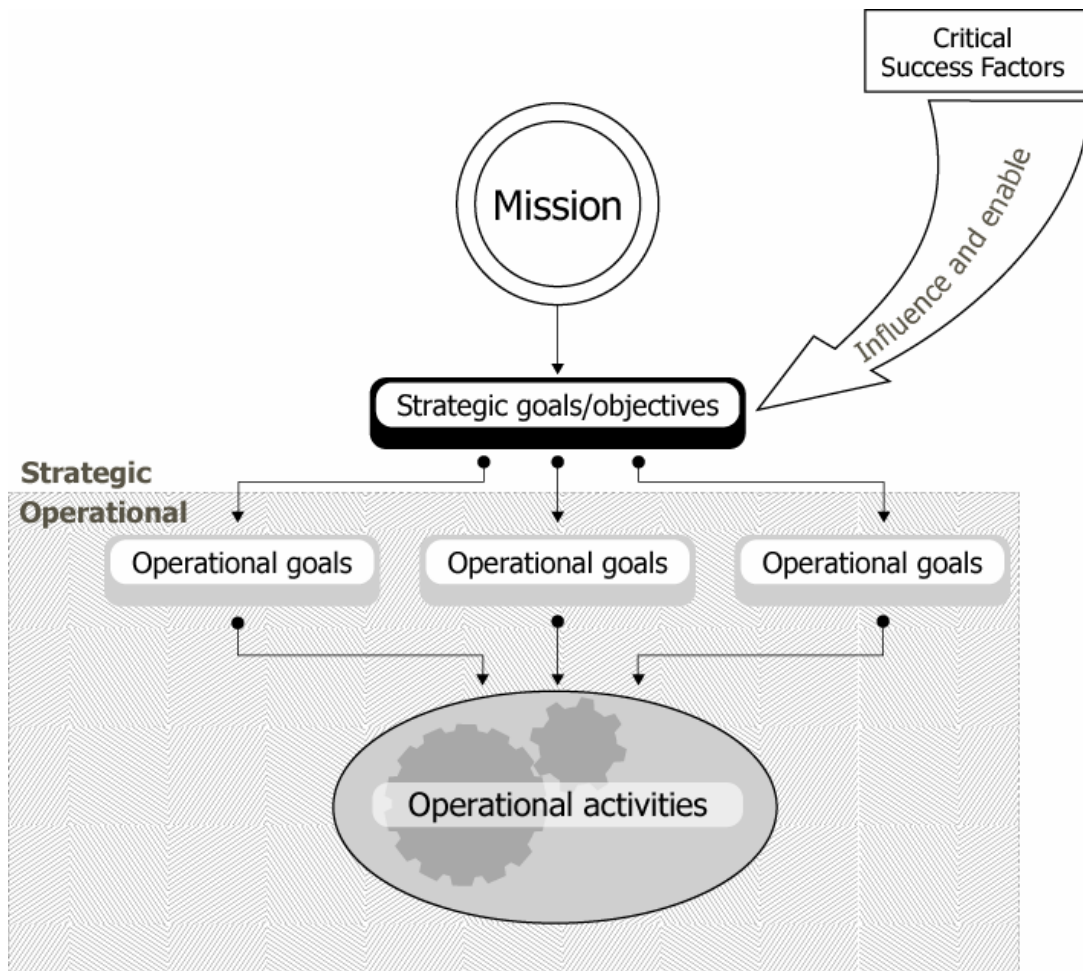 Critical
Success Factors
Mission
Influence and enable
Strategic goals/objectives
Strategic
Operational
Operational goals
Operational goals
Operational goals
Operational activities